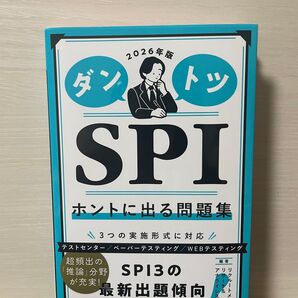 2026年版
ダントツ
SPI
ホントに出る問題集
3つの実施形式に対応
テストセンター/ペーパーテスティング/WEBテスティング
超頻出の
「推論」分野
が充実!
SPI3の
最新出題傾向
編著